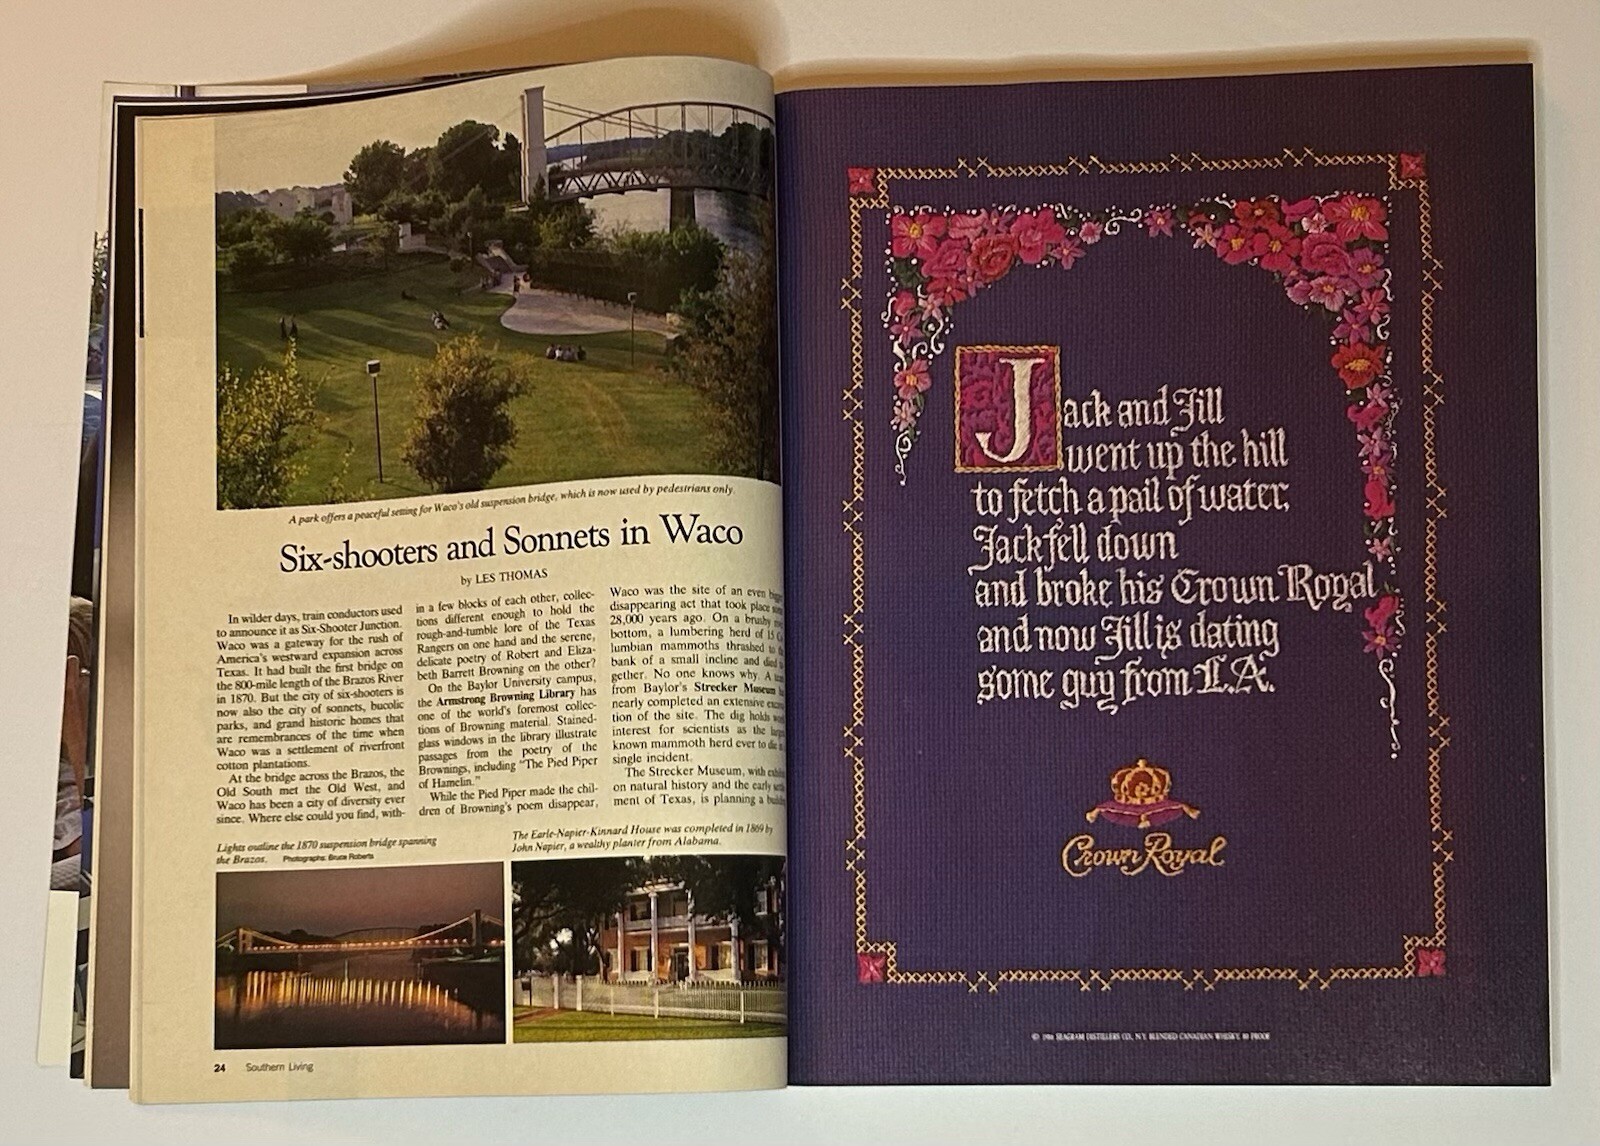 A park offers a peaceful setting for Waco's old suspension bridge, which is now used by pedestrians only.
Six-shooters and Sonnets in Waco
by LES THOMAS
In wilder days, train conductors used
to announce it as Six-Shooter Junction.
Waco was a gateway for the rush of
America's westward expansion across
Texas. It had built the first bridge on
the 800-mile length of the Brazos River
in 1870. But the city of six-shooters is
now also the city of sonnets, bucolic
parks, and grand historic homes that
are remembrances of the time when
Waco was a settlement of riverfront
cotton plantations.
At the bridge across the Brazos, the
Old South met the Old West, and
Waco has been a city of diversity ever
since. Where else could you find, with-
in a few blocks of each other, collec-
tions different enough to hold the
rough-and-tumble lore of the Texas
Rangers on one hand and the serene,
delicate poetry of Robert and Eliza-
beth Barrett Browning on the other?
On the Baylor University campus,
the Armstrong Browning Library has
one of the world's foremost collec-
tions of Browning material. Stained-
glass windows in the library illustrate
passages from the poetry of the
Brownings, including "The Pied Piper
of Hamelin."
While the Pied Piper made the chil-
dren of Browning's poem disappear,
Waco was the site of an even
disappearing act that took place
28,000 years ago. On a brushy
bottom, a lumbering herd of 15
lumbian mammoths thrashed to
bank of a small incline and died
gether. No one knows why. A
from Baylor's Strecker Museum
nearly completed an extensive
tion of the site. The dig holds
interest for scientists as the
known mammoth herd ever to die
single incident.
The Strecker Museum, with
on natural history and the early
ment of Texas, is planning a
Lights outline the 1870 suspension bridge spanning
the Brazos. Photographs: Bruce Roberts
The Earle-Napier-Kinnard House was completed in 1869 by
John Napier, a wealthy planter from Alabama.
24 Southern Living
Jack and Jill
went up the hill
to fetch a pail of water,
Jack fell down
and broke his Crown Royal
and now Jill is dating
some guy from L.A.
Crown Royal
© 1986 SEAGRAM DISTILLERS CO., N.Y. BLENDED CANADIAN WHISKY. 80 PROOF